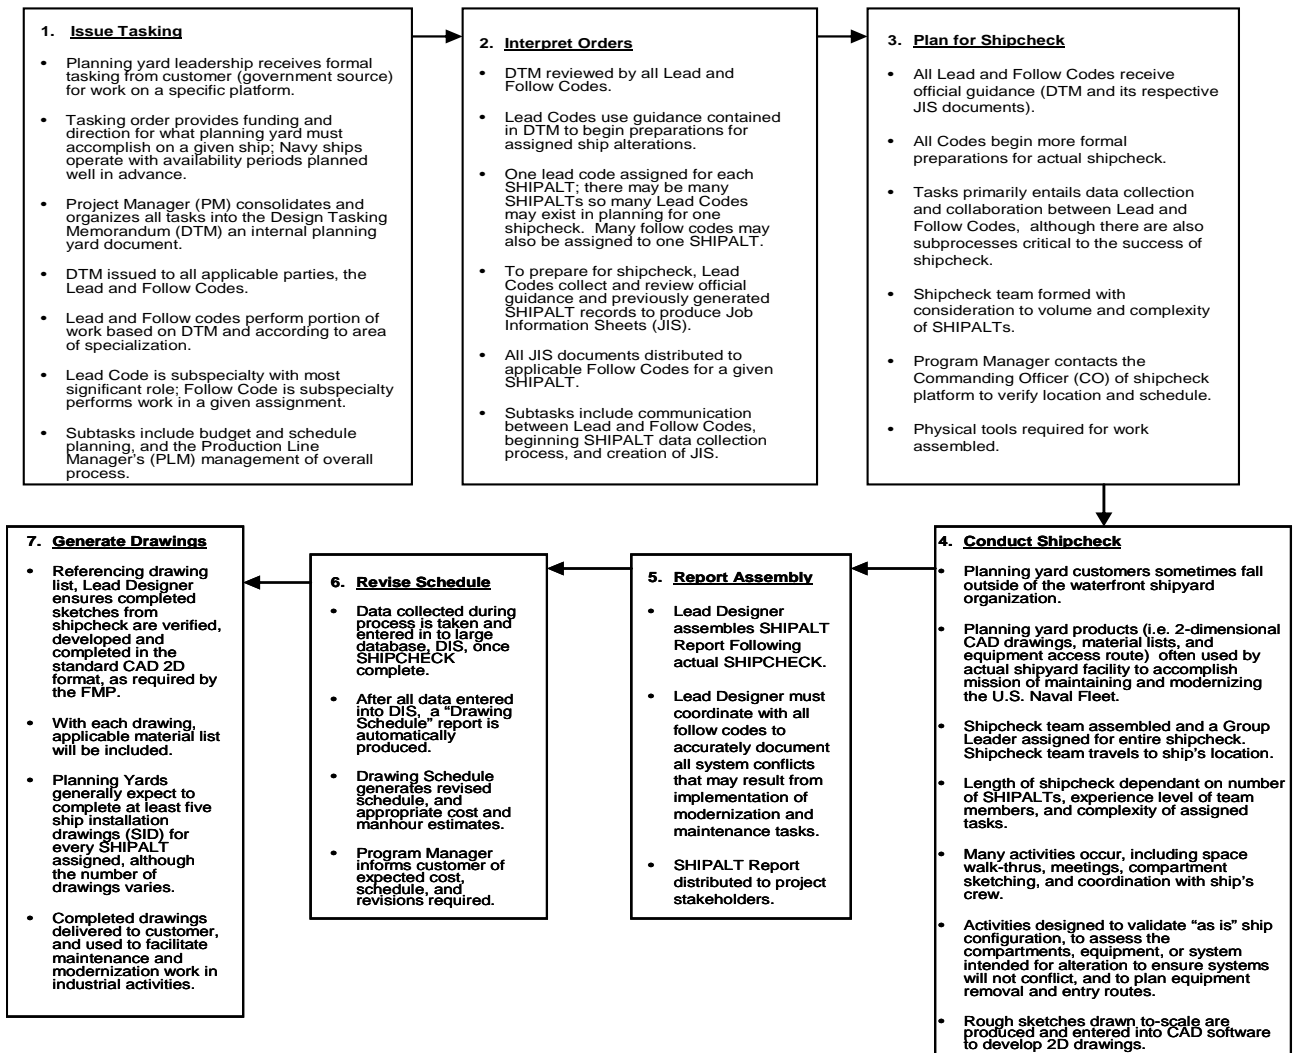 1. Issue Tasking
• Planning yard leadership receives formal
tasking from customer (government source)
for work on a specific platform.
• Tasking order provides funding and
direction for what planning yard must
accomplish on a given ship; Navy ships
operate with availability periods planned
well in advance.
• Project Manager (PM) consolidates and
organizes all tasks into the Design Tasking
Memorandum (DTM) an internal planning
yard document.
• DTM issued to all applicable parties, the
Lead and Follow Codes.
• Lead and Follow codes perform portion of
work based on DTM and according to area
of specialization.
• Lead Code is subspecialty with most
significant role; Follow Code is subspecialty
performs work in a given assignment.
• Subtasks include budget and schedule
planning, and the Production Line
Manager's (PLM) management of overall
process.
2. Interpret Orders
• DTM reviewed by all Lead and
Follow Codes.
• Lead Codes use guidance contained
in DTM to begin preparations for
assigned ship alterations.
• One lead code assigned for each
SHIPALT; there may be many
SHIPALTs so many Lead Codes
may exist in planning for one
shipcheck. Many follow codes may
also be assigned to one SHIPALT.
• To prepare for shipcheck, Lead
Codes collect and review official
guidance and previously generated
SHIPALT records to produce Job
Information Sheets (JIS).
• All JIS documents distributed to
applicable Follow Codes for a given
SHIPALT.
• Subtasks include communication
between Lead and Follow Codes,
beginning SHIPALT data collection
process, and creation of JIS.
3. Plan for Shipcheck
• All Lead and Follow Codes receive
official guidance (DTM and its respective
JIS documents).
• All Codes begin more formal
preparations for actual shipcheck.
• Tasks primarily entails data collection
and collaboration between Lead and
Follow Codes, although there are also
subprocesses critical to the success of
shipcheck.
• Shipcheck team formed with
consideration to volume and complexity
of SHIPALTs.
• Program Manager contacts the
Commanding Officer (CO) of shipcheck
platform to verify location and schedule.
• Physical tools required for work
assembled.
4. Conduct Shipcheck
• Planning yard customers sometimes fall
outside of the waterfront shipyard
organization.
• Planning yard products (i.e. 2-dimensional
CAD drawings, material lists, and
equipment access route) often used by
actual shipyard facility to accomplish
mission of maintaining and modernizing
the U.S. Naval Fleet.
• Shipcheck team assembled and a Group
Leader assigned for entire shipcheck.
Shipcheck team travels to ship's location.
• Length of shipcheck dependant on number
of SHIPALTs, experience level of team
members, and complexity of assigned
tasks.
• Many activities occur, including space
walk-thrus, meetings, compartment
sketching, and coordination with ship's
crew.
• Activities designed to validate "as is" ship
configuration, to assess the
compartments, equipment, or system
intended for alteration to ensure systems
will not conflict, and to plan equipment
removal and entry routes.
• Rough sketches drawn to-scale are
produced and entered into CAD software
to develop 2D drawings.
5. Report Assembly
• Lead Designer
assembles SHIPALT
Report Following
actual SHIPCHECK.
• Lead Designer must
coordinate with all
follow codes to
accurately document
all system conflicts
that may result from
implementation of
modernization and
maintenance tasks.
• SHIPALT Report
distributed to project
stakeholders.
6. Revise Schedule
• Data collected during
process is taken and
entered in to large
database, DIS, once
SHIPCHECK
complete.
• After all data entered
into DIS, a "Drawing
Schedule" report is
automatically
produced.
• Drawing Schedule
generates revised
schedule, and
appropriate cost and
manhour estimates.
• Program Manager
informs customer of
expected cost,
schedule, and
revisions required.
7. Generate Drawings
• Referencing drawing
list, Lead Designer
ensures completed
sketches from
shipcheck are verified,
developed and
completed in the
standard CAD 2D
format, as required by
the FMP.
• With each drawing,
applicable material list
will be included.
• Planning Yards
generally expect to
complete at least five
ship installation
drawings (SID) for
every SHIPALT
assigned, although
the number of
drawings varies.
• Completed drawings
delivered to customer,
and used to facilitate
maintenance and
modernization work in
industrial activities.